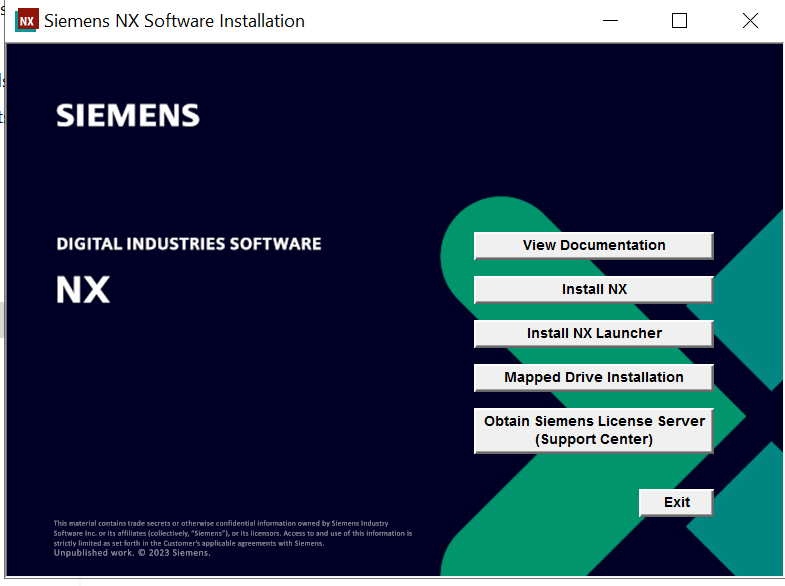 NX Siemens NX Software Installation
SIEMENS
DIGITAL INDUSTRIES SOFTWARE
NX
View Documentation
Install NX
Install NX Launcher
Mapped Drive Installation
Obtain Siemens License Server
(Support Center)
Exit
This material contains trade secrets or otherwise confidential information owned by Siemens Industry
Software Inc. or its affiliates (collectively, "Siemens"), or its licensors. Access to and use of this information is
strictly limited as set forth in the Customer's applicable agreements with Siemens.
Unpublished work. © 2023 Siemens.